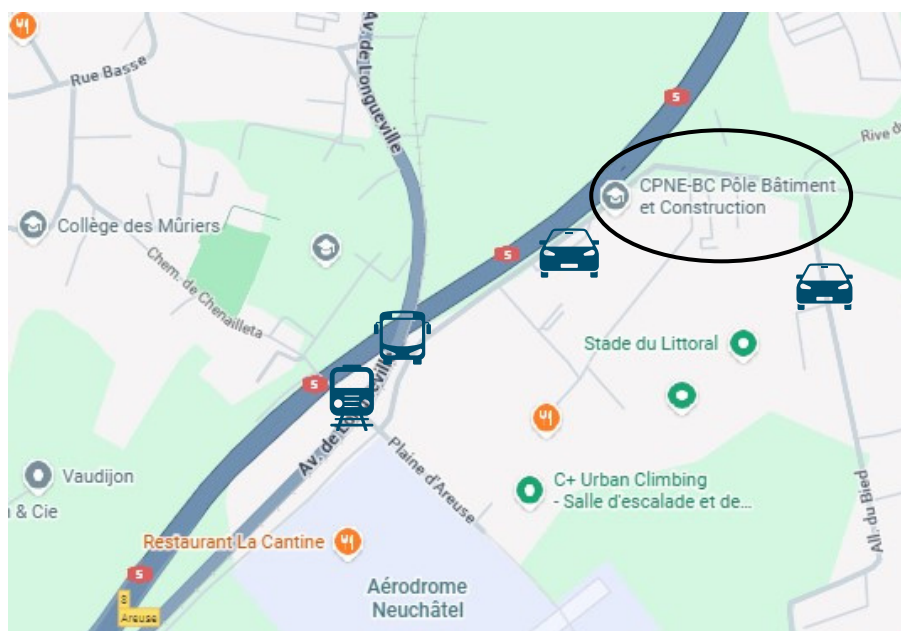 Rue Basse
Av. de Longueville
5
Rive d
CPNE-BC Pôle Bâtiment
et Construction
Collège des Mûriers
5
Chem. de Chenailleta
Stade du Littoral
5
Av. de
ville
Plaine d'Areuse
Vaudijon
& Cie
C+ Urban Climbing
- Salle d'escalade et de...
All. du Bied
Restaurant La Cantine
5
Aérodrome
Neuchâtel
8
Areuse